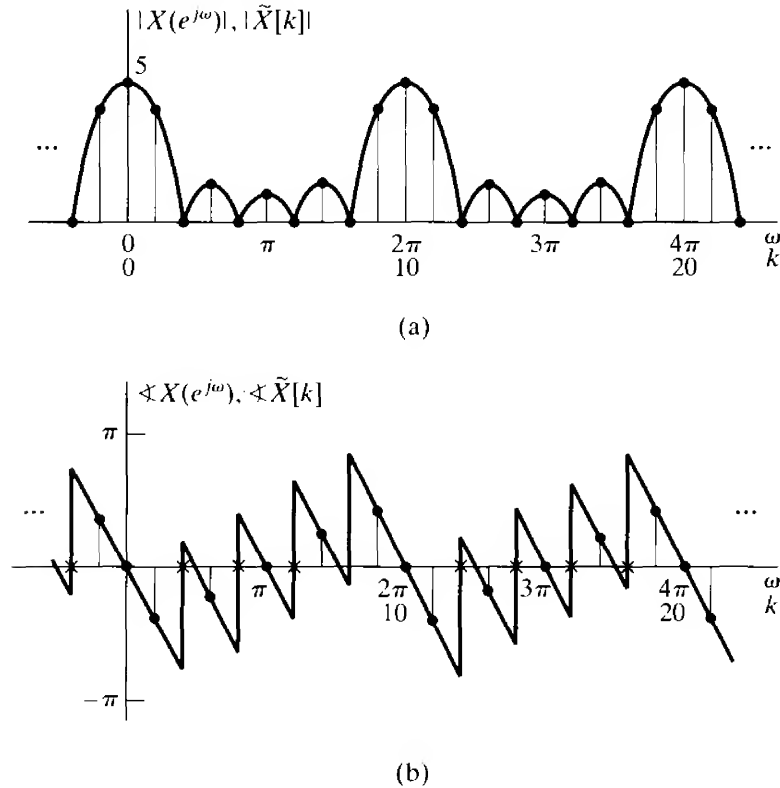 |X(e^{jω})|, |X̃[k]|
5
... ...
0 π 2π 3π 4π ω
0 10 20 k
(a)
∢X(e^{jω}), ∢X̃[k]
π
... ...
π 2π 3π 4π ω
10 20 k
−π
(b)